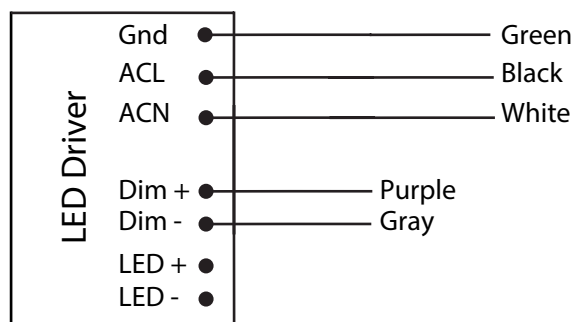 LED Driver
Gnd Green
ACL Black
ACN White
Dim + Purple
Dim - Gray
LED +
LED -